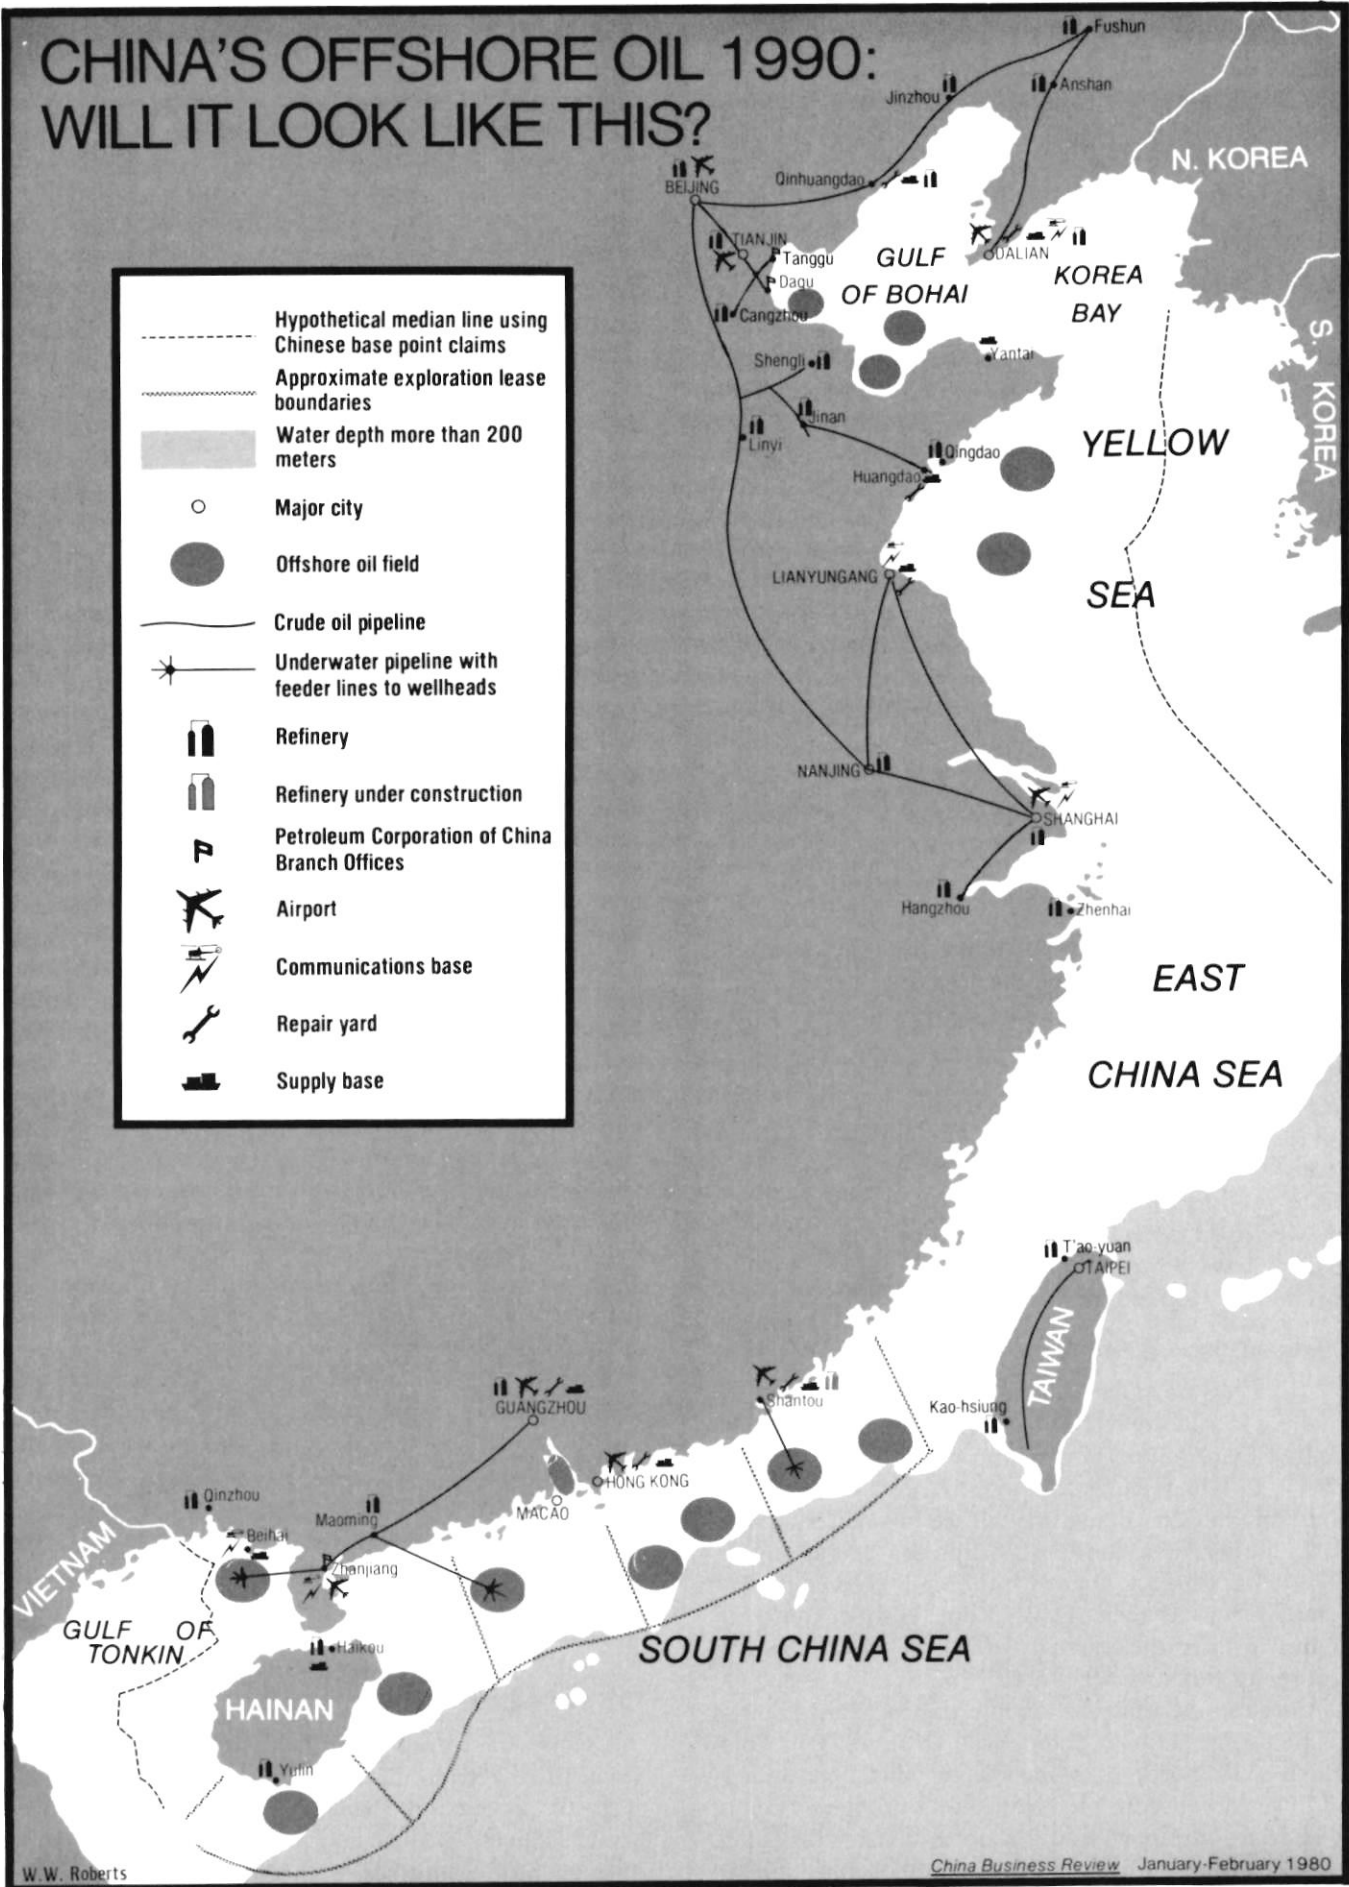 CHINA'S OFFSHORE OIL 1990:
WILL IT LOOK LIKE THIS?
Fushun
Anshan
Jinzhou
N. KOREA
BEIJING
Qinhuangdao
TIANJIN
Tanggu
Dagu
Cangzhou
GULF
OF BOHAI
DALIAN
KOREA
BAY
S. KOREA
Shengli
Yantai
Jinan
Linyi
Qingdao
Huangdao
YELLOW
SEA
LIANYUNGANG
NANJING
SHANGHAI
Hangzhou
Zhenhai
EAST
CHINA SEA
Hypothetical median line using
Chinese base point claims
Approximate exploration lease
boundaries
Water depth more than 200
meters
Major city
Offshore oil field
Crude oil pipeline
Underwater pipeline with
feeder lines to wellheads
Refinery
Refinery under construction
Petroleum Corporation of China
Branch Offices
Airport
Communications base
Repair yard
Supply base
T'ao-yuan
TAIPEI
TAIWAN
Kao-hsiung
Shantou
GUANGZHOU
HONG KONG
MACAO
Qinzhou
Maoming
Beihai
Zhanjiang
VIETNAM
GULF OF
TONKIN
Haikou
HAINAN
Yulin
SOUTH CHINA SEA
W.W. Roberts
China Business Review January-February 1980